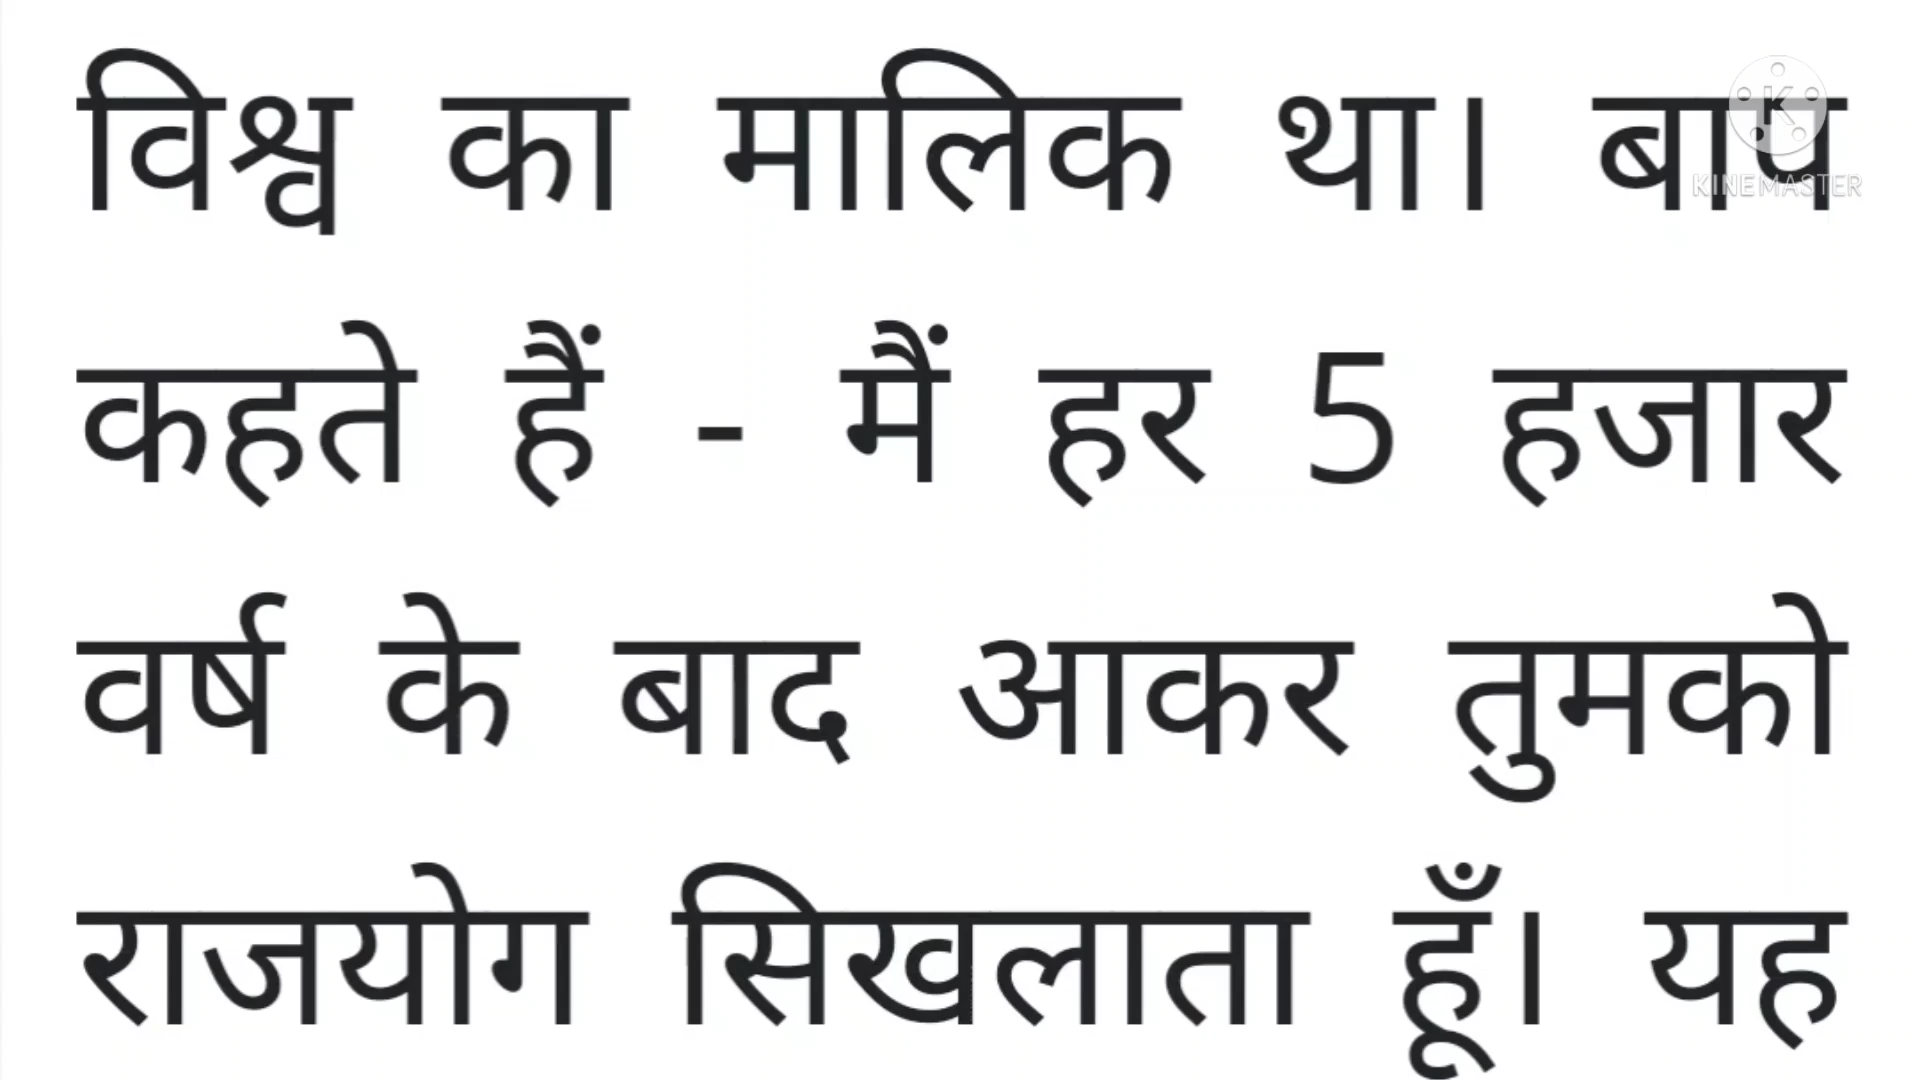 विश्व का मालिक था। बाप
KINEMASTER
कहते हैं - मैं हर 5 हजार
वर्ष के बाद आकर तुमको
राजयोग सिखलाता हूँ। यह